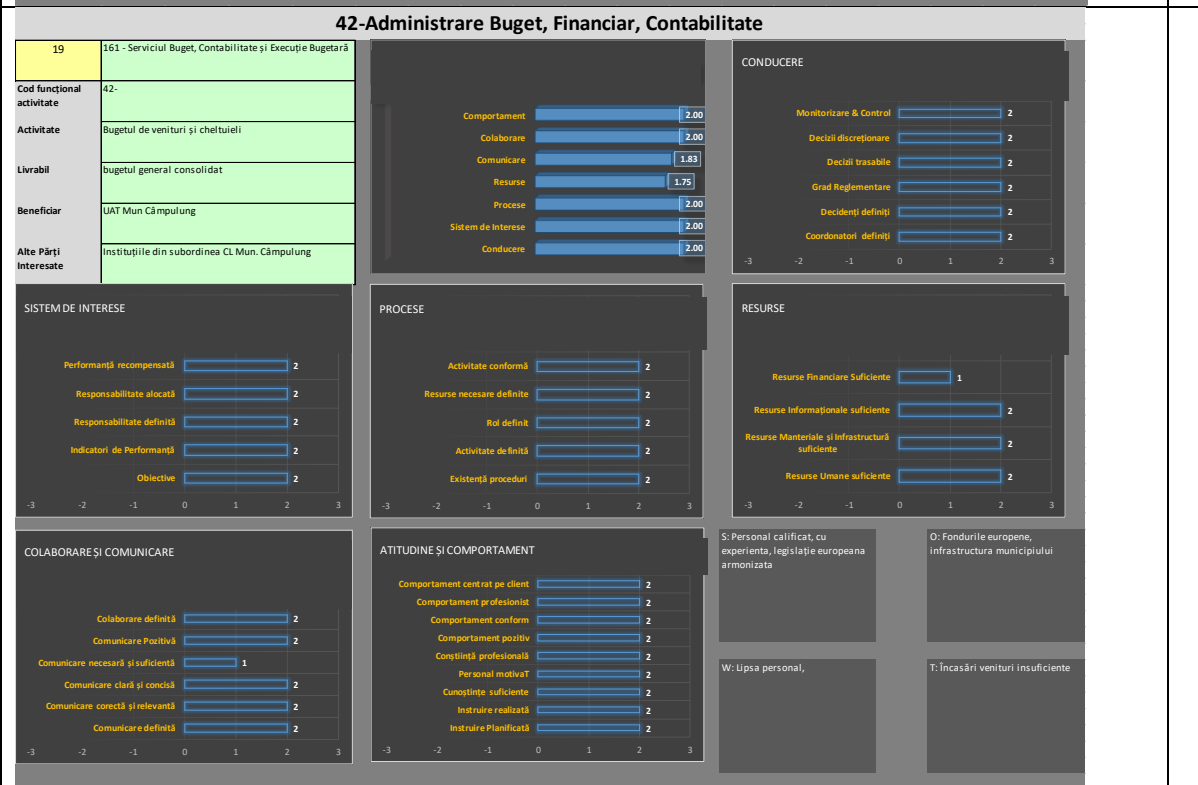 42-Administrare Buget, Financiar, Contabilitate
19
161 - Serviciul Buget, Contabilitate și Execuție Bugetară
Cod funcțional
activitate
42-
Activitate
Bugetul de venituri și cheltuieli
Livrabil
bugetul general consolidat
Beneficiar
UAT Mun Câmpulung
Alte Părți
Interesate
Instituțiile din subordinea CL Mun. Câmpulung
Comportament 2.00
Colaborare 2.00
Comunicare 1.83
Resurse 1.75
Procese 2.00
Sistem de Interese 2.00
Conducere 2.00
CONDUCERE
Monitorizare & Control 2
Decizii discreționare 2
Decizii trasabile 2
Grad Reglementare 2
Decidenți definiți 2
Coordonatori definiți 2
-3 -2 -1 0 1 2 3
SISTEM DE INTERESE
Performanță recompensată 2
Responsabilitate alocată 2
Responsabilitate definită 2
Indicatori de Performanță 2
Obiective 2
-3 -2 -1 0 1 2 3
PROCESE
Activitate conformă 2
Resurse necesare definite 2
Rol definit 2
Activitate definită 2
Existență proceduri 2
-3 -2 -1 0 1 2 3
RESURSE
Resurse Financiare Suficiente 1
Resurse Informaționale suficiente 2
Resurse Manteriale și Infrastructură
suficiente 2
Resurse Umane suficiente 2
-3 -2 -1 0 1 2 3
COLABORARE ȘI COMUNICARE
Colaborare definită 2
Comunicare Pozitivă 2
Comunicare necesară și suficientă 1
Comunicare clară și concisă 2
Comunicare corectă și relevantă 2
Comunicare definită 2
-3 -2 -1 0 1 2 3
ATITUDINE ȘI COMPORTAMENT
Comportament centrat pe client 2
Comportament profesionist 2
Comportament conform 2
Comportament pozitiv 2
Conștiință profesională 2
Personal motivaT 2
Cunoștințe suficiente 2
Instruire realizată 2
Instruire Planificată 2
-3 -2 -1 0 1 2 3
S: Personal calificat, cu
experienta, legislație europeana
armonizata
O: Fondurile europene,
infrastructura municipiului
W: Lipsa personal,
T: Încasări venituri insuficiente